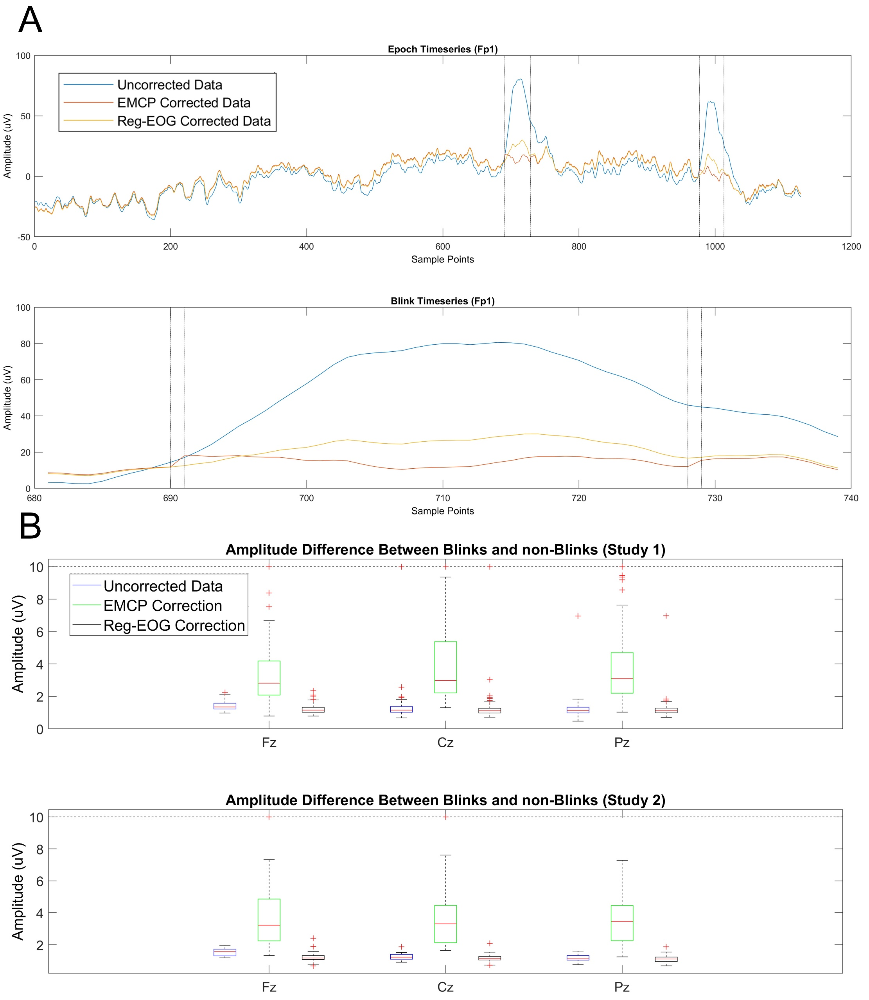 A
Epoch Timeseries (Fp1)
100
50
0
-50
Amplitude (uV)
Uncorrected Data
EMCP Corrected Data
Reg-EOG Corrected Data
0 200 400 600 800 1000 1200
Sample Points
Blink Timeseries (Fp1)
100
80
60
40
20
0
Amplitude (uV)
680 690 700 710 720 730 740
Sample Points
B
Amplitude Difference Between Blinks and non-Blinks (Study 1)
10
8
6
4
2
0
Amplitude (uV)
Uncorrected Data
EMCP Correction
Reg-EOG Correction
Fz Cz Pz
Amplitude Difference Between Blinks and non-Blinks (Study 2)
10
8
6
4
2
Amplitude (uV)
Fz Cz Pz